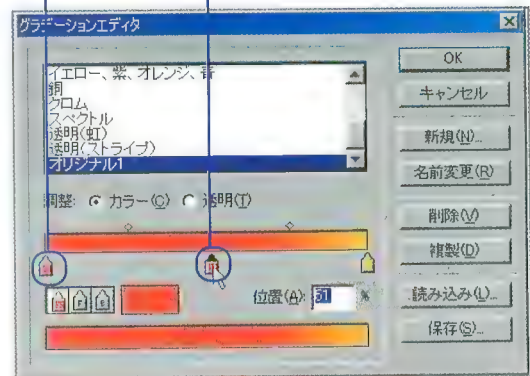 グラデーションエディタ
イエロー、紫、オレンジ、青
銅
クロム
スペクトル
透明(虹)
透明(ストライプ)
オリジナル1
調整: カラー(C) 透明(T)
位置(A): 51 %
OK
キャンセル
新規(N)...
名前変更(R)
削除(V)
複製(D)
読み込み(L)...
保存(S)...